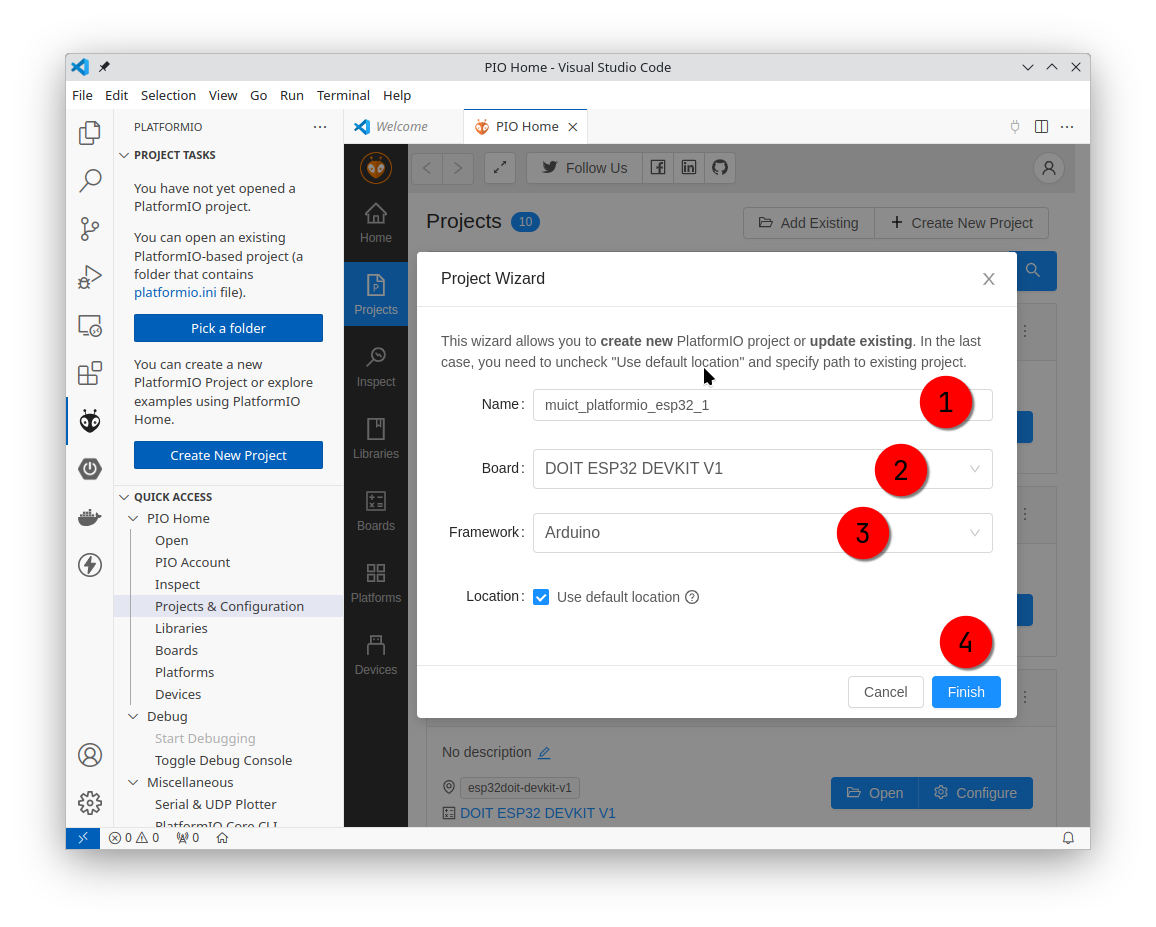 PIO Home - Visual Studio Code
File Edit Selection View Go Run Terminal Help
PLATFORMIO
PROJECT TASKS
You have not yet opened a
PlatformIO project.
You can open an existing
PlatformIO-based project (a
folder that contains
platformio.ini file).
Pick a folder
You can create a new
PlatformIO Project or explore
examples using PlatformIO
Home.
Create New Project
QUICK ACCESS
PIO Home
Open
PIO Account
Inspect
Projects & Configuration
Libraries
Boards
Platforms
Devices
Debug
Start Debugging
Toggle Debug Console
Miscellaneous
Serial & UDP Plotter
PlatformIO Core CLI
Welcome
PIO Home
Follow Us
Home
Projects
Inspect
Libraries
Boards
Platforms
Devices
Projects 10
Add Existing
Create New Project
Project Wizard
This wizard allows you to create new PlatformIO project or update existing. In the last
case, you need to uncheck "Use default location" and specify path to existing project.
Name: muict_platformio_esp32_1
1
Board: DOIT ESP32 DEVKIT V1
2
Framework: Arduino
3
Location: Use default location
4
Cancel
Finish
No description
esp32doit-devkit-v1
DOIT ESP32 DEVKIT V1
Open
Configure
0 0 0